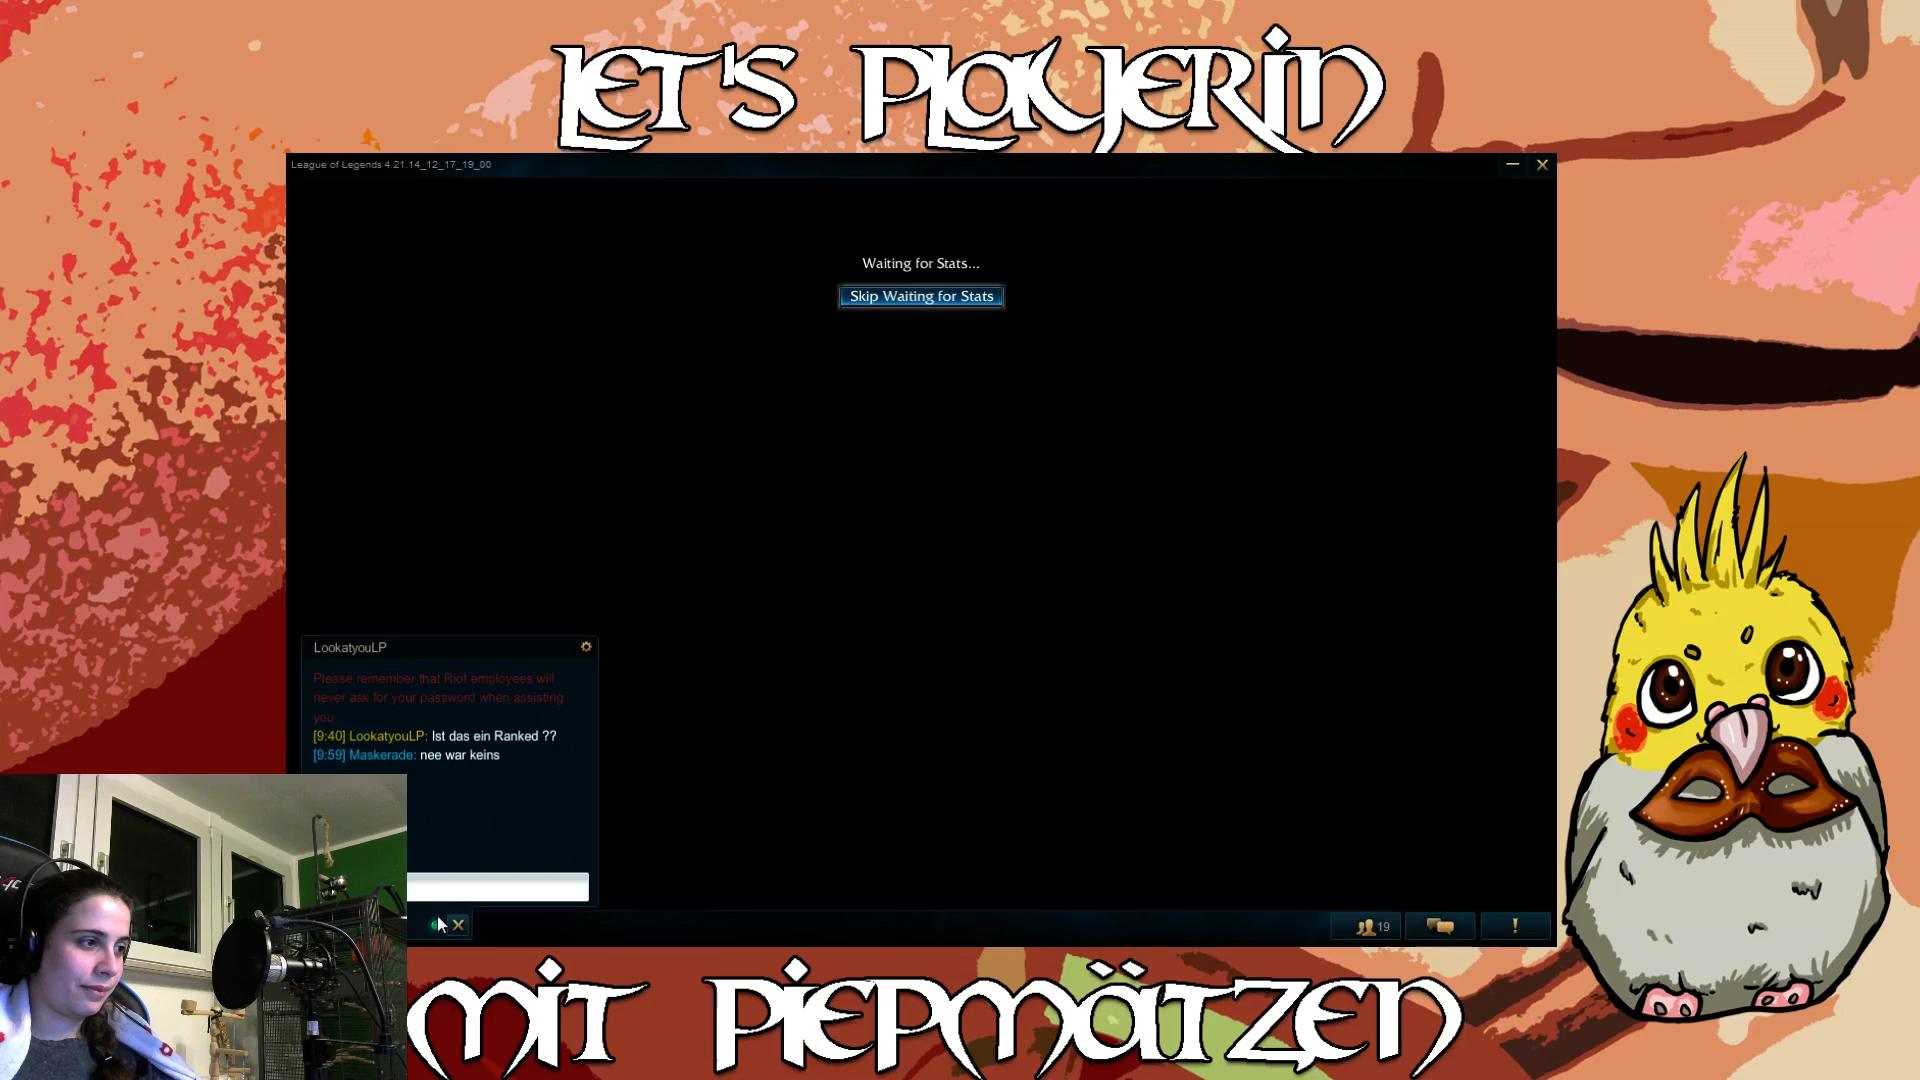 LET'S PLAYERIN
League of Legends 4.21.14_12_17_19_00
Waiting for Stats...
Skip Waiting for Stats
LookatyouLP
Please remember that Riot employees will
never ask for your password when assisting
you
[9:40] LookatyouLP: Ist das ein Ranked ??
[9:59] Maskerade: nee war keins
19
MIT PIEPMÄTZEN